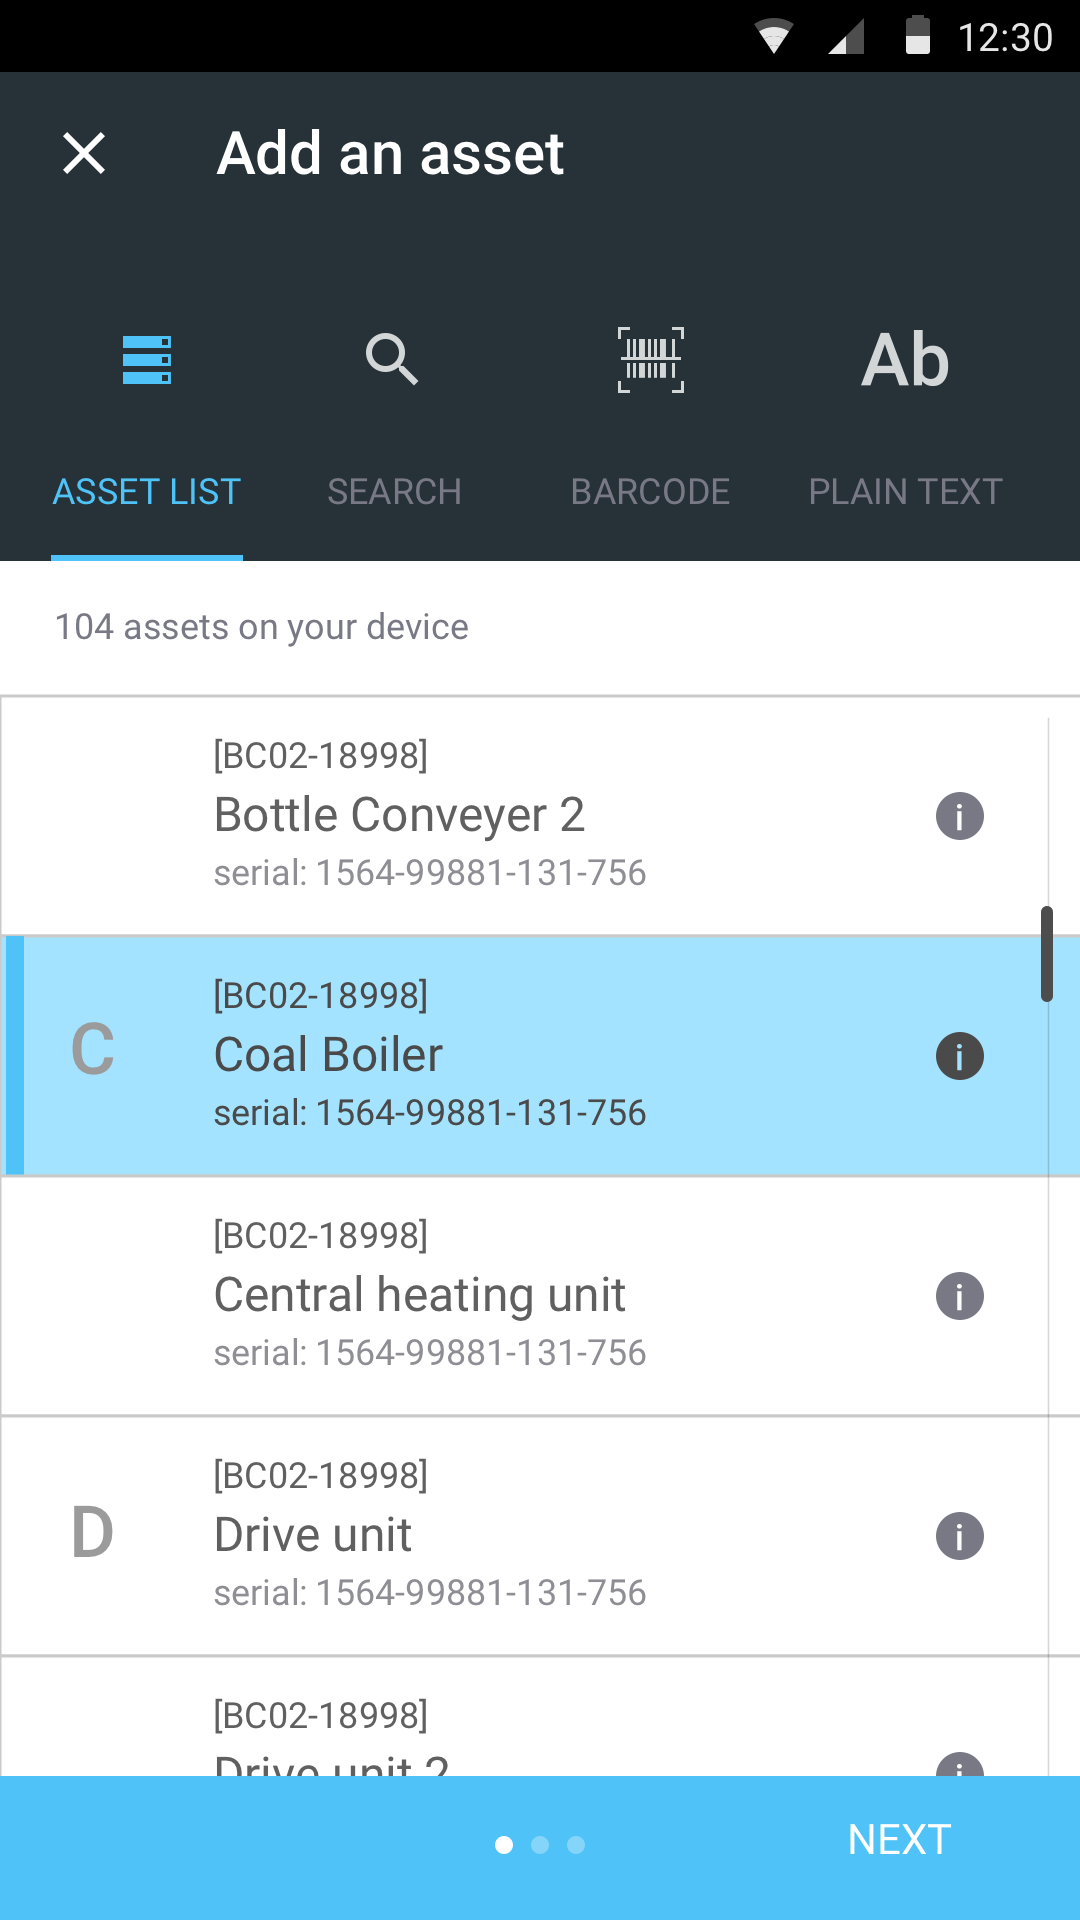 12:30
Add an asset
Ab
ASSET LIST
SEARCH
BARCODE
PLAIN TEXT
104 assets on your device
[BC02-18998]
Bottle Conveyer 2
serial: 1564-99881-131-756
C
[BC02-18998]
Coal Boiler
serial: 1564-99881-131-756
[BC02-18998]
Central heating unit
serial: 1564-99881-131-756
D
[BC02-18998]
Drive unit
serial: 1564-99881-131-756
[BC02-18998]
Drive unit 2
NEXT